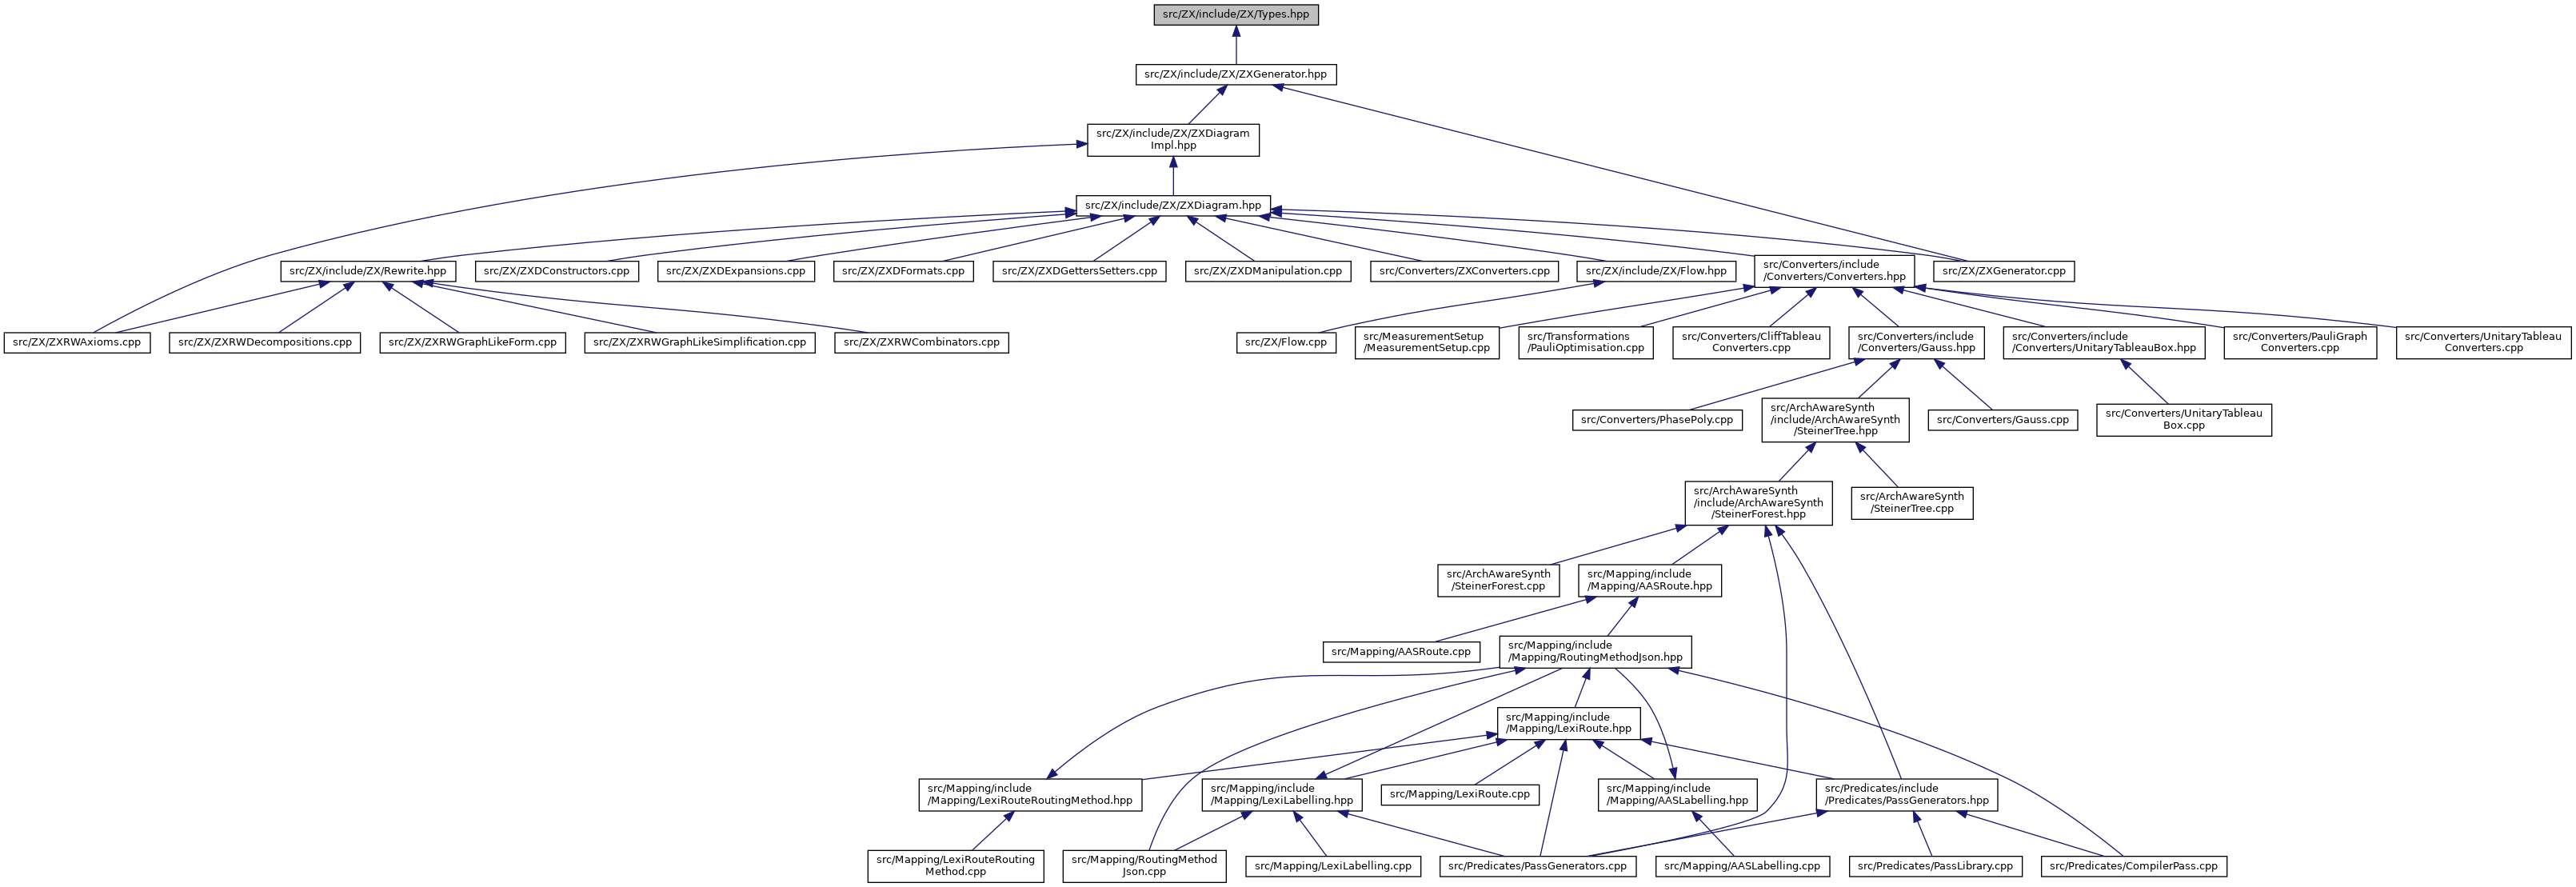 src/ZX/include/ZX/Types.hpp
src/ZX/include/ZX/ZXGenerator.hpp
src/ZX/include/ZX/ZXDiagram
Impl.hpp
src/ZX/include/ZX/ZXDiagram.hpp
src/ZX/include/ZX/Rewrite.hpp
src/ZX/ZXDConstructors.cpp
src/ZX/ZXDExpansions.cpp
src/ZX/ZXDFormats.cpp
src/ZX/ZXDGettersSetters.cpp
src/ZX/ZXDManipulation.cpp
src/Converters/ZXConverters.cpp
src/ZX/include/ZX/Flow.hpp
src/Converters/include
/Converters/Converters.hpp
src/ZX/ZXGenerator.cpp
src/ZX/ZXRWAxioms.cpp
src/ZX/ZXRWDecompositions.cpp
src/ZX/ZXRWGraphLikeForm.cpp
src/ZX/ZXRWGraphLikeSimplification.cpp
src/ZX/ZXRWCombinators.cpp
src/ZX/Flow.cpp
src/MeasurementSetup
/MeasurementSetup.cpp
src/Transformations
/PauliOptimisation.cpp
src/Converters/CliffTableau
Converters.cpp
src/Converters/include
/Converters/Gauss.hpp
src/Converters/include
/Converters/UnitaryTableauBox.hpp
src/Converters/PauliGraph
Converters.cpp
src/Converters/UnitaryTableau
Converters.cpp
src/Converters/PhasePoly.cpp
src/ArchAwareSynth
/include/ArchAwareSynth
/SteinerTree.hpp
src/Converters/Gauss.cpp
src/Converters/UnitaryTableau
Box.cpp
src/ArchAwareSynth
/include/ArchAwareSynth
/SteinerForest.hpp
src/ArchAwareSynth
/SteinerTree.cpp
src/ArchAwareSynth
/SteinerForest.cpp
src/Mapping/include
/Mapping/AASRoute.hpp
src/Mapping/AASRoute.cpp
src/Mapping/include
/Mapping/RoutingMethodJson.hpp
src/Mapping/include
/Mapping/LexiRoute.hpp
src/Mapping/include
/Mapping/LexiRouteRoutingMethod.hpp
src/Mapping/include
/Mapping/LexiLabelling.hpp
src/Mapping/LexiRoute.cpp
src/Mapping/include
/Mapping/AASLabelling.hpp
src/Predicates/include
/Predicates/PassGenerators.hpp
src/Mapping/LexiRouteRouting
Method.cpp
src/Mapping/RoutingMethod
Json.cpp
src/Mapping/LexiLabelling.cpp
src/Predicates/PassGenerators.cpp
src/Mapping/AASLabelling.cpp
src/Predicates/PassLibrary.cpp
src/Predicates/CompilerPass.cpp